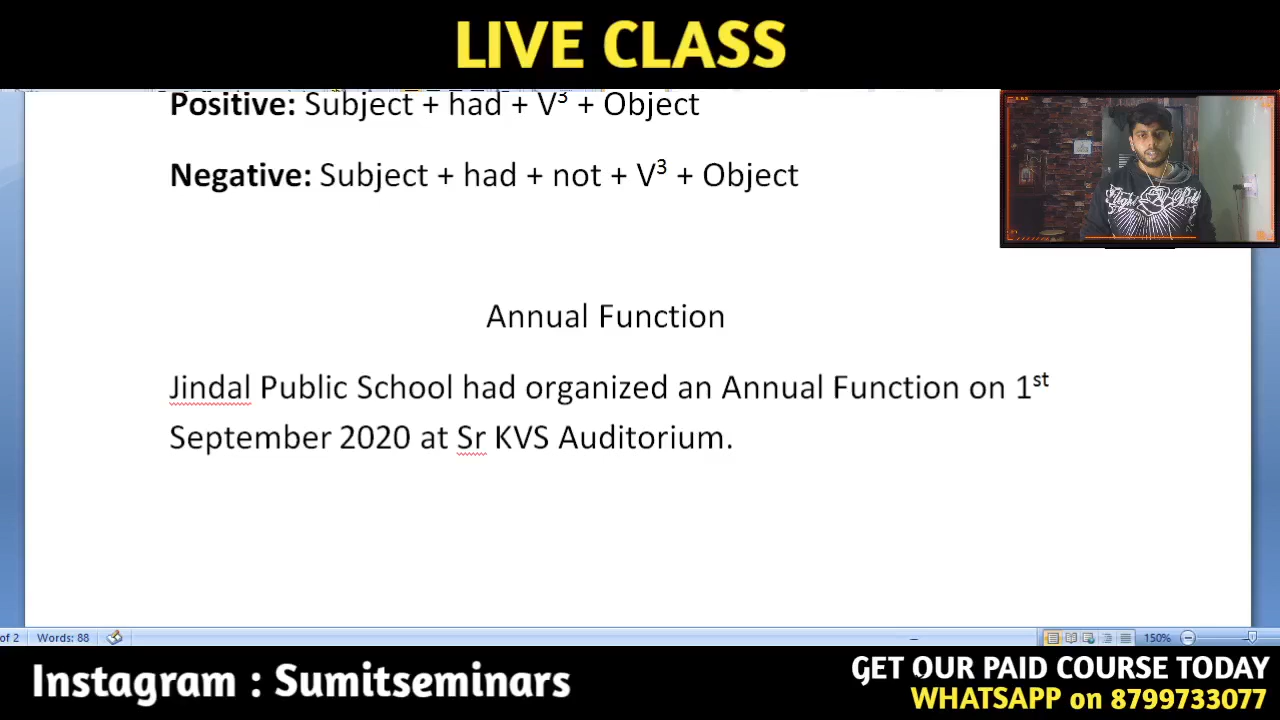 LIVE CLASS
Positive: Subject + had + V³ + Object
Negative: Subject + had + not + V³ + Object
Annual Function
Jindal Public School had organized an Annual Function on 1st
September 2020 at Sr KVS Auditorium.
of 2 Words: 88 150%
Instagram : Sumitseminars
GET OUR PAID COURSE TODAY
WHATSAPP on 8799733077